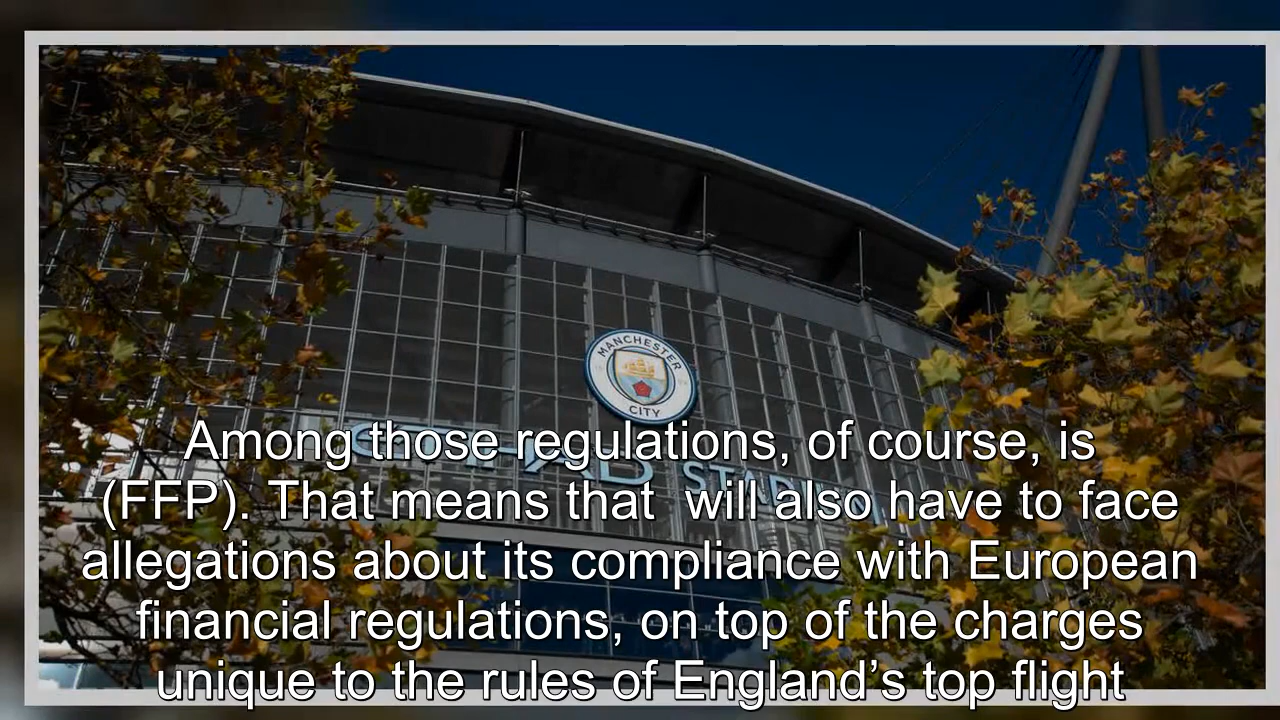 MANCHESTER
CITY
ETIHAD STADIUM
Among those regulations, of course, is
(FFP). That means that  will also have to face
allegations about its compliance with European
financial regulations, on top of the charges
unique to the rules of England’s top flight